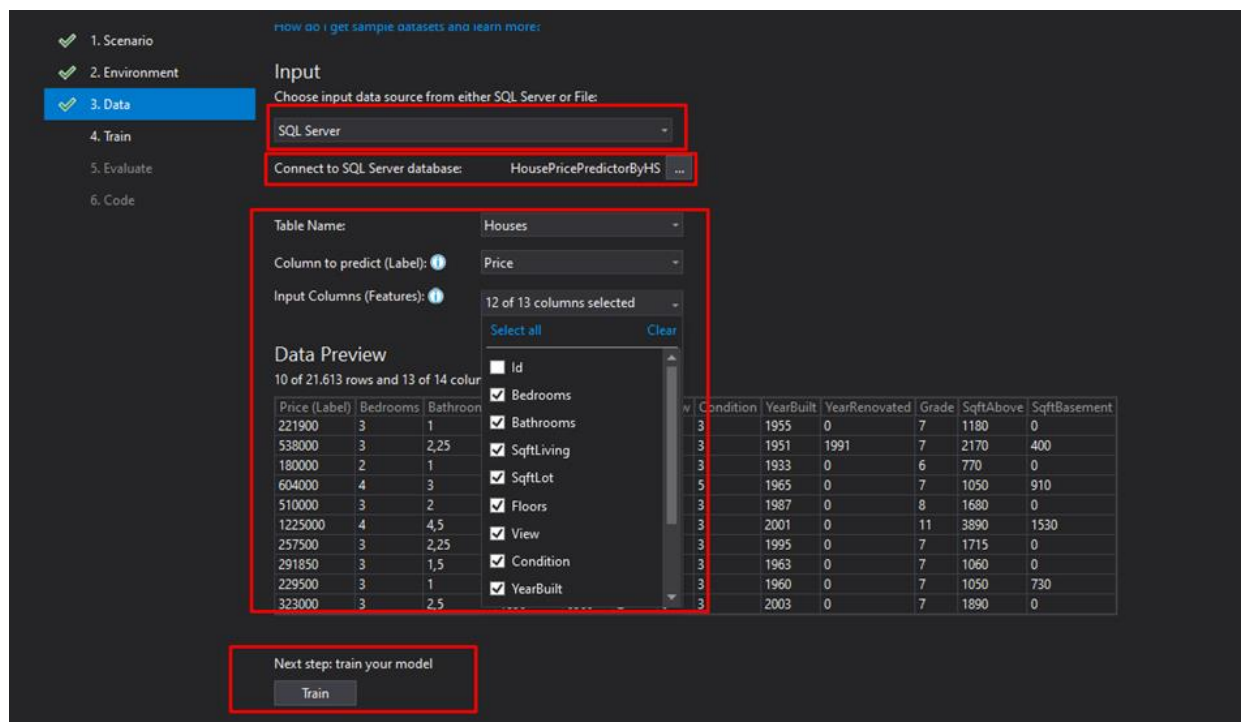 How do I get sample datasets and learn more?
1. Scenario
2. Environment
3. Data
4. Train
5. Evaluate
6. Code
Input
Choose input data source from either SQL Server or File:
SQL Server
Connect to SQL Server database: HousePricePredictorByHS ...
Table Name: Houses
Column to predict (Label): Price
Input Columns (Features): 12 of 13 columns selected
Select all Clear
Id
Bedrooms
Bathrooms
SqftLiving
SqftLot
Floors
View
Condition
YearBuilt
Data Preview
10 of 21.613 rows and 13 of 14
Price (Label) Bedrooms Condition YearBuilt YearRenovated Grade SqftAbove SqftBasement
221900 3 1 3 1955 0 7 1180 0
538000 3 2,25 3 1951 1991 7 2170 400
180000 2 1 3 1933 0 6 770 0
604000 4 3 5 1965 0 7 1050 910
510000 3 2 3 1987 0 8 1680 0
1225000 4 4,5 3 2001 0 11 3890 1530
257500 3 2,25 3 1995 0 7 1715 0
291850 3 1,5 3 1963 0 7 1060 0
229500 3 1 3 1960 0 7 1050 730
323000 3 2,5 3 2003 0 7 1890 0
Next step: train your model
Train